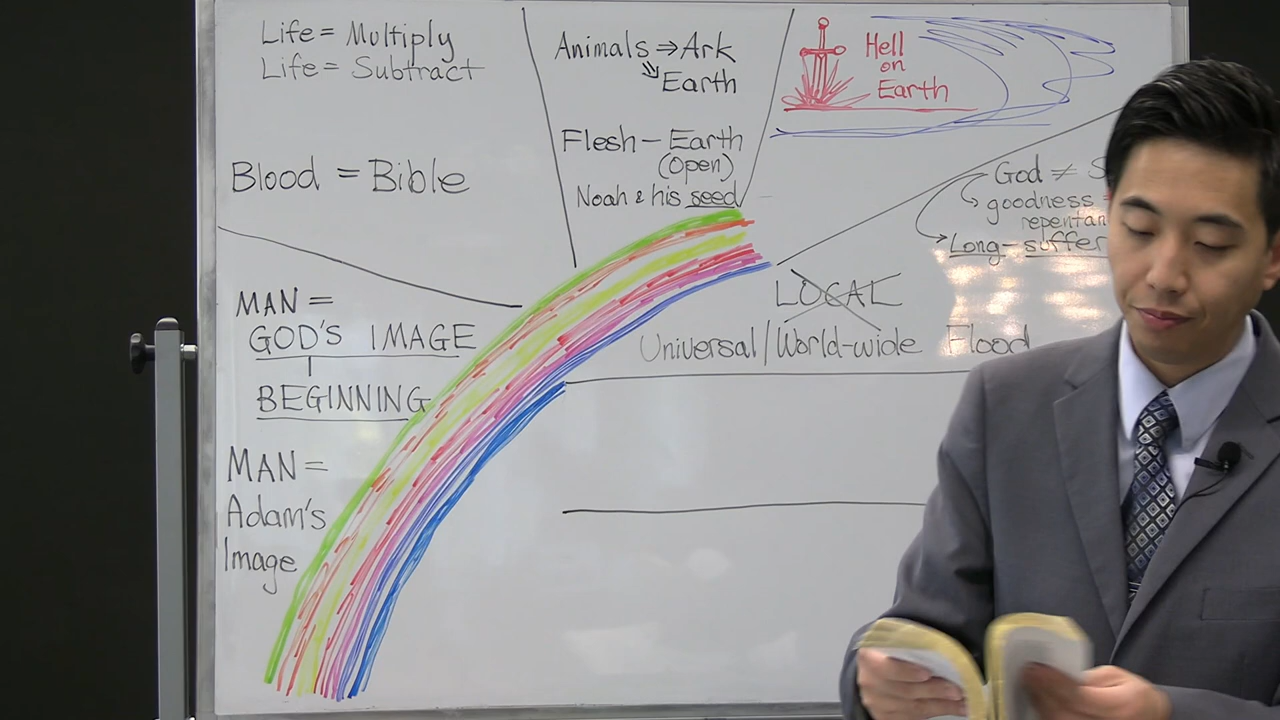 Life = Multiply
Life = Subtract
Blood = Bible
Animals ⇒ Ark
Earth
Flesh – Earth
(Open)
Noah & his seed
Hell
on
Earth
God ≠
goodness
Long-suffer
LOCAL
Universal/World-wide Flood
MAN =
GOD'S IMAGE
BEGINNING
MAN =
Adam's
Image